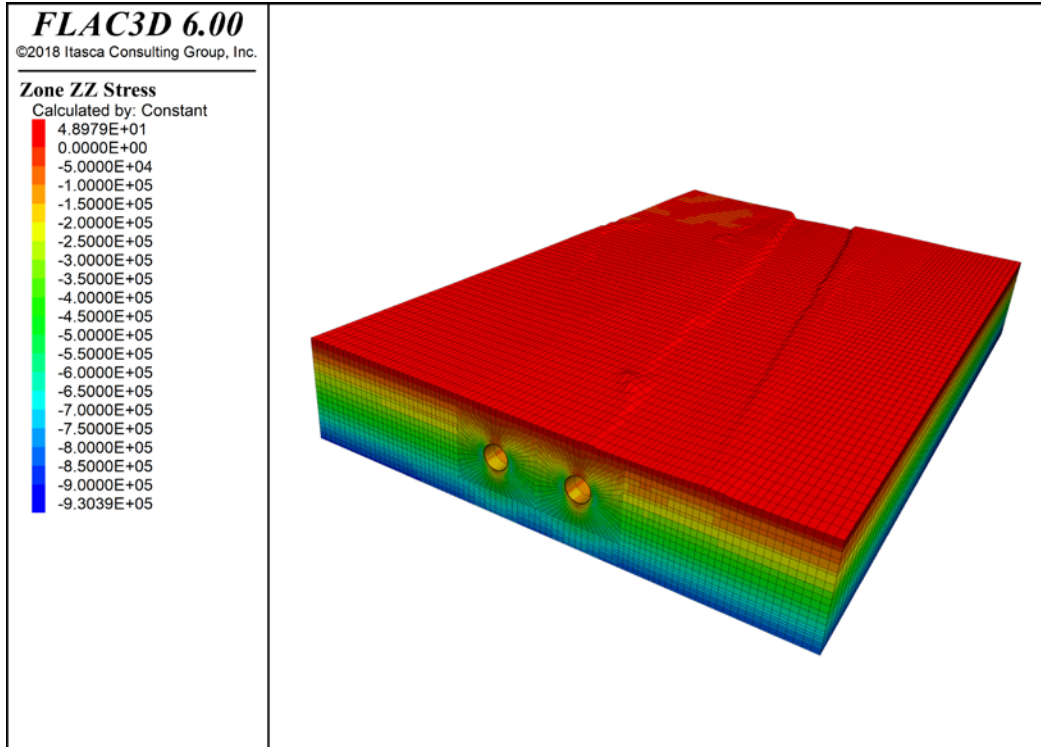 FLAC3D 6.00
©2018 Itasca Consulting Group, Inc.
Zone ZZ Stress
Calculated by: Constant
4.8979E+01
0.0000E+00
-5.0000E+04
-1.0000E+05
-1.5000E+05
-2.0000E+05
-2.5000E+05
-3.0000E+05
-3.5000E+05
-4.0000E+05
-4.5000E+05
-5.0000E+05
-5.5000E+05
-6.0000E+05
-6.5000E+05
-7.0000E+05
-7.5000E+05
-8.0000E+05
-8.5000E+05
-9.0000E+05
-9.3039E+05